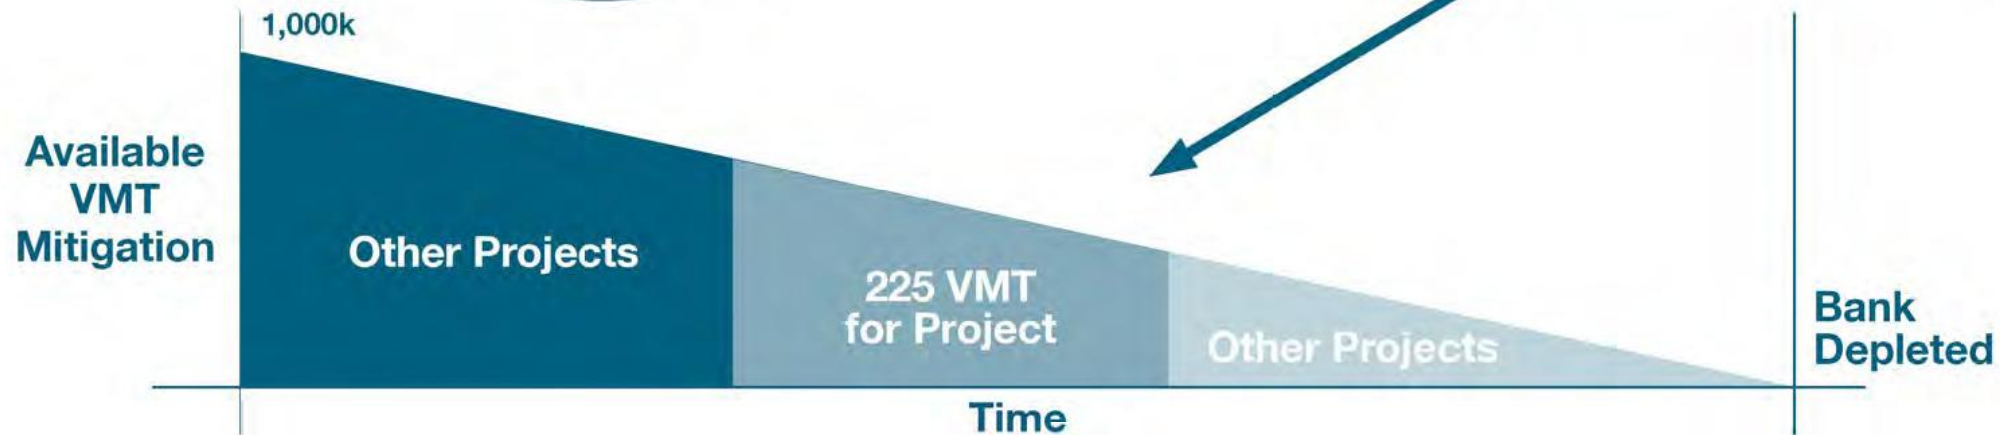 1,000k
Available
VMT
Mitigation
Other Projects
225 VMT
for Project
Other Projects
Bank
Depleted
Time